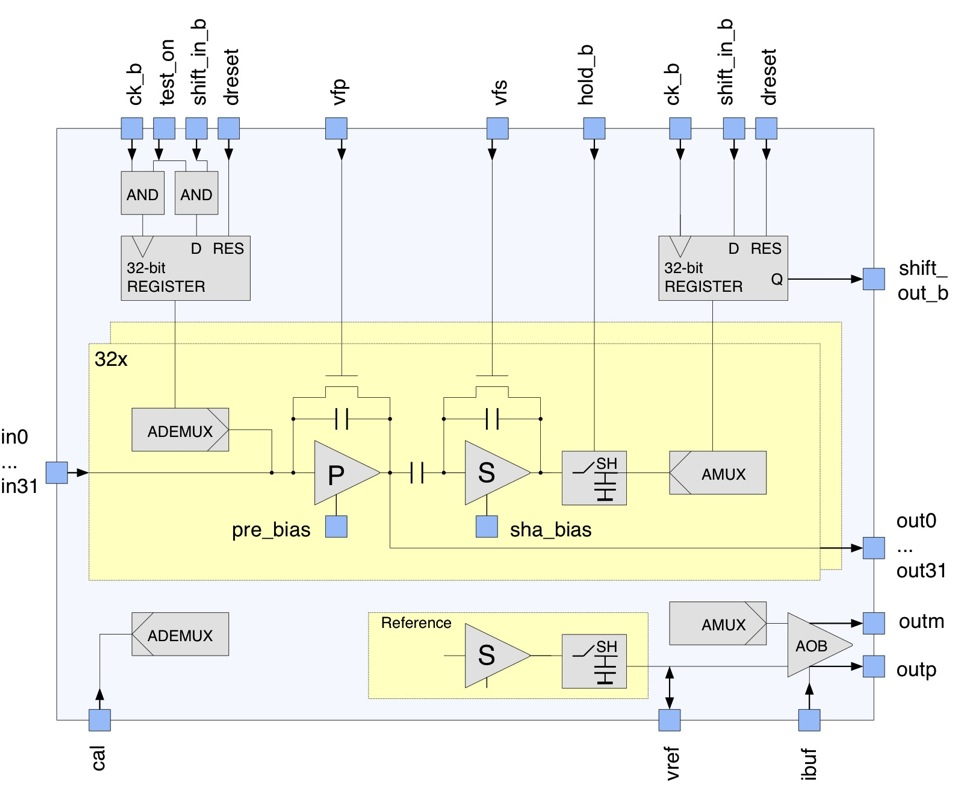 ck_b
test_on
shift_in_b
dreset
vfp
vfs
hold_b
ck_b
shift_in_b
dreset
AND
AND
D RES
32-bit
REGISTER
D RES
32-bit
REGISTER
Q
shift_
out_b
32x
ADEMUX
in0
...
in31
P
S
SH
AMUX
pre_bias
sha_bias
out0
...
out31
ADEMUX
Reference
S
SH
AMUX
AOB
outm
outp
cal
vref
ibuf